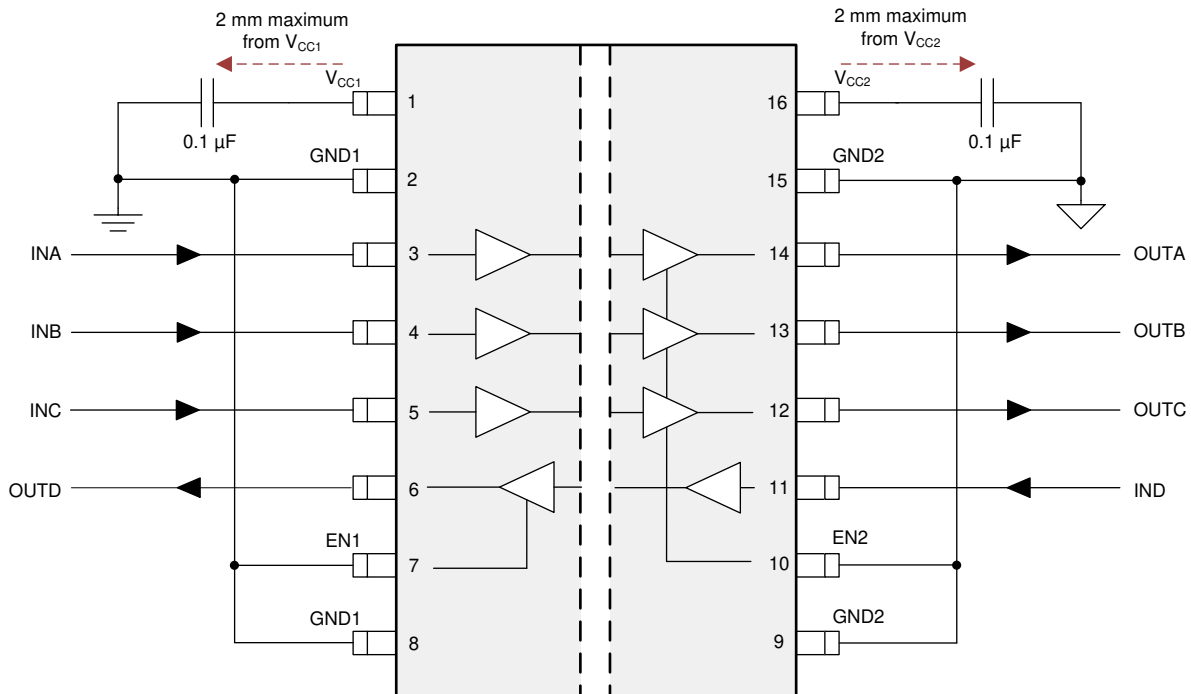 2 mm maximum
from VCC1
2 mm maximum
from VCC2
VCC1
VCC2
1
16
0.1 µF
0.1 µF
GND1
GND2
2
15
INA
3
14
OUTA
INB
4
13
OUTB
INC
5
12
OUTC
OUTD
6
11
IND
EN1
EN2
7
10
GND1
GND2
8
9